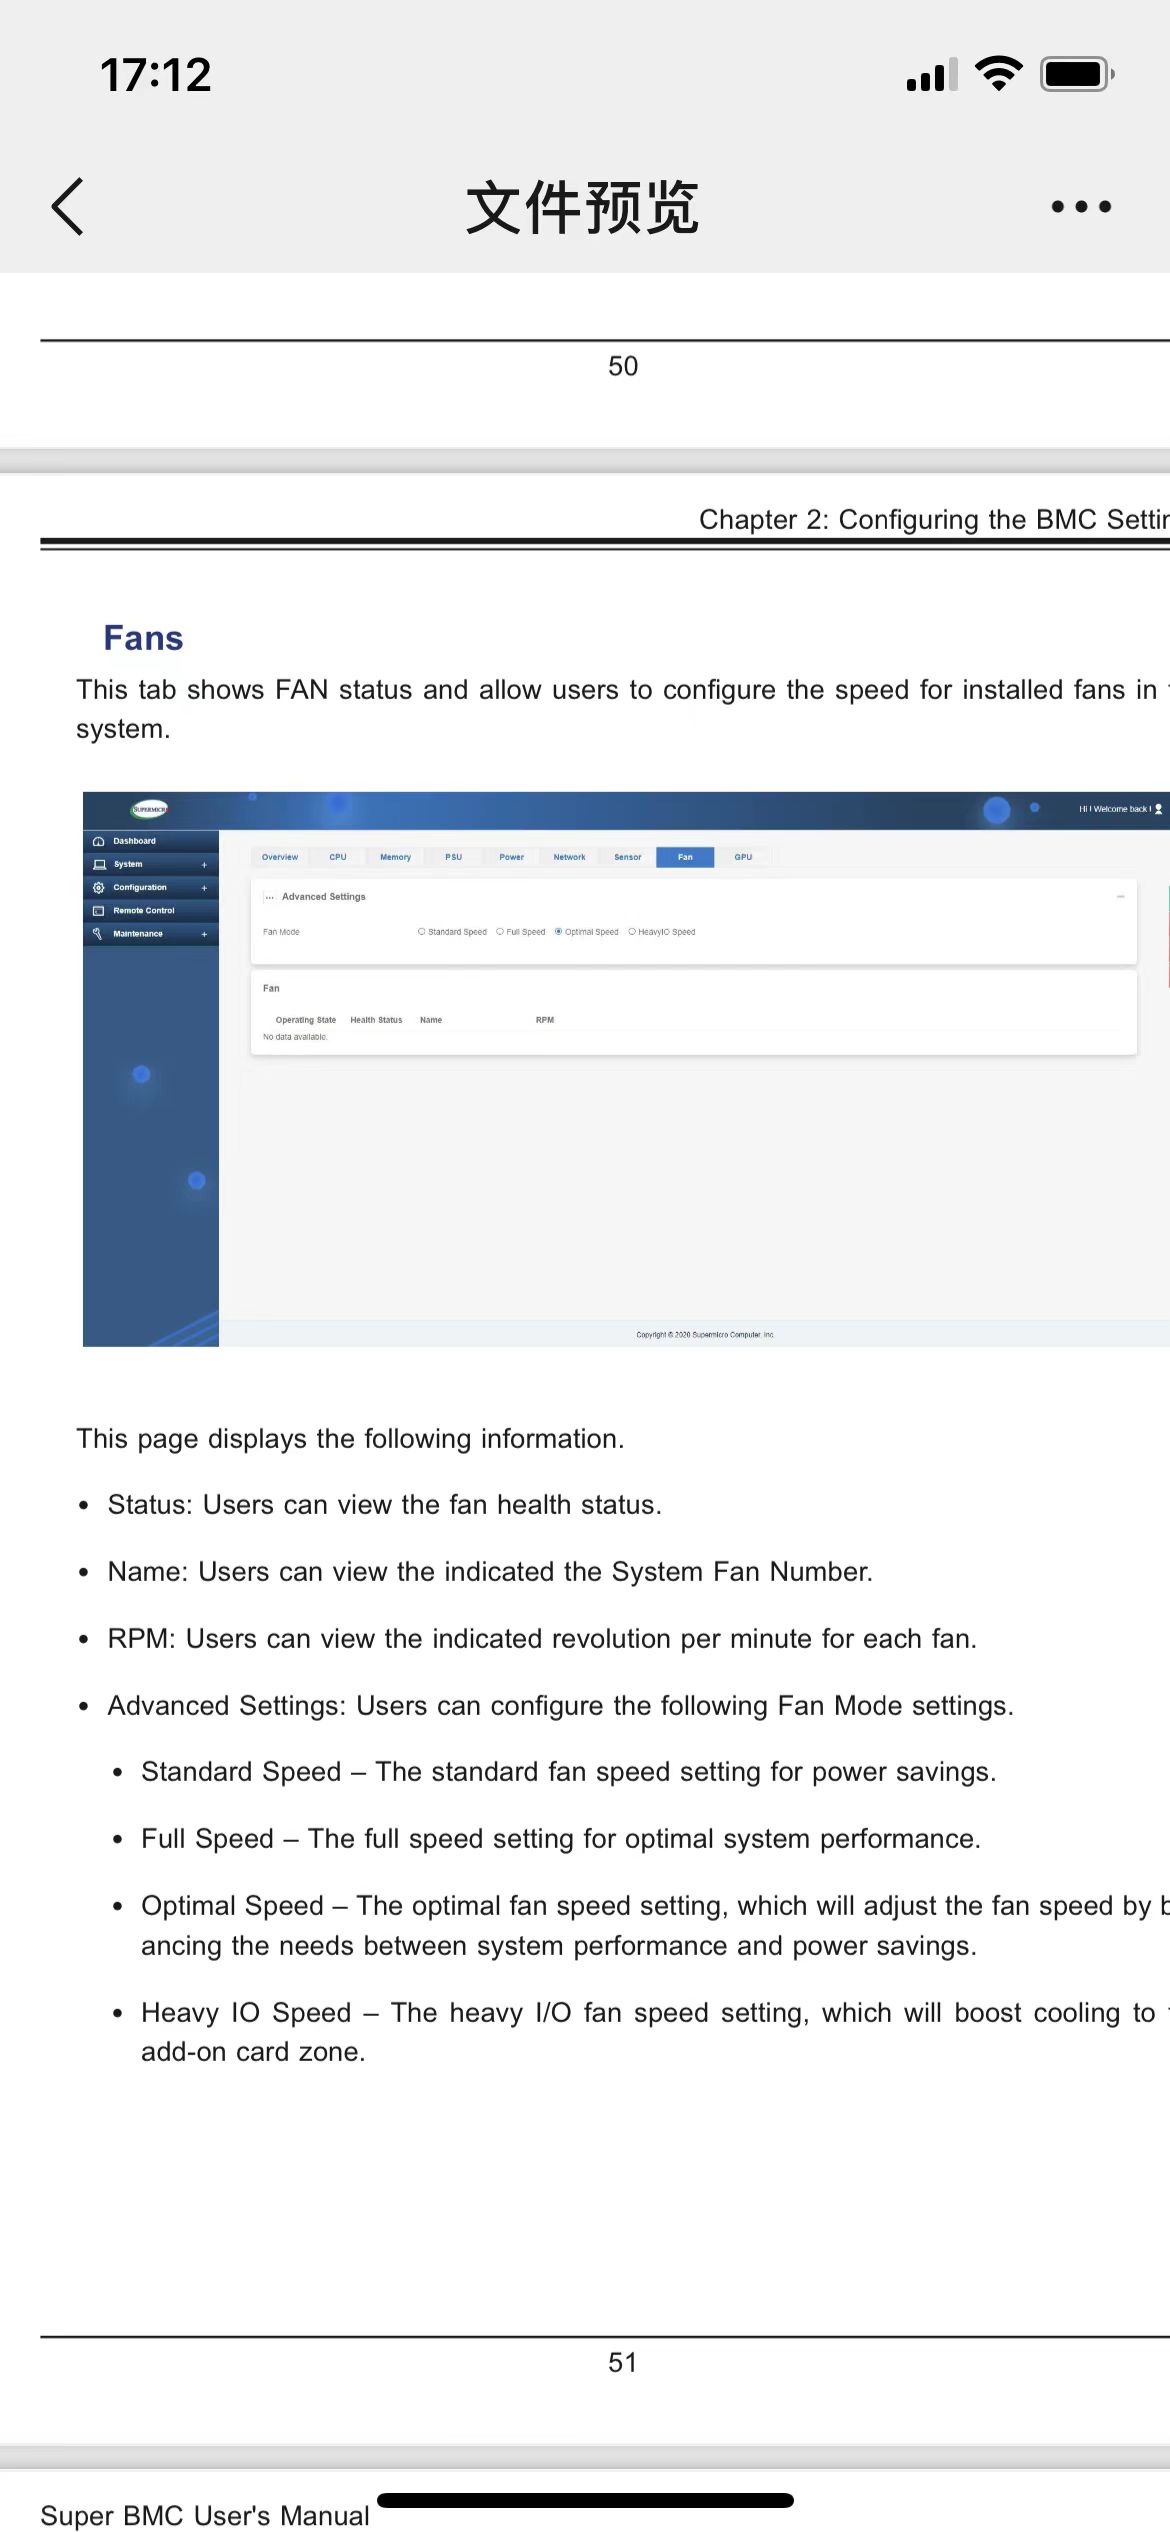 17:12
文件预览
50
Chapter 2: Configuring the BMC Settin
Fans
This tab shows FAN status and allow users to configure the speed for installed fans in
system.
SUPERMICR
Hi ! Welcome back !
Dashboard
System +
Configuration +
Remote Control
Maintenance +
Overview CPU Memory PSU Power Network Sensor Fan GPU
... Advanced Settings
Fan Mode Standard Speed Full Speed Optimal Speed HeavyIO Speed
Fan
Operating State Health Status Name RPM
No data available.
Copyright © 2020 Supermicro Computer, Inc.
This page displays the following information.
• Status: Users can view the fan health status.
• Name: Users can view the indicated the System Fan Number.
• RPM: Users can view the indicated revolution per minute for each fan.
• Advanced Settings: Users can configure the following Fan Mode settings.
• Standard Speed – The standard fan speed setting for power savings.
• Full Speed – The full speed setting for optimal system performance.
• Optimal Speed – The optimal fan speed setting, which will adjust the fan speed by b
ancing the needs between system performance and power savings.
• Heavy IO Speed – The heavy I/O fan speed setting, which will boost cooling to
add-on card zone.
51
Super BMC User's Manual